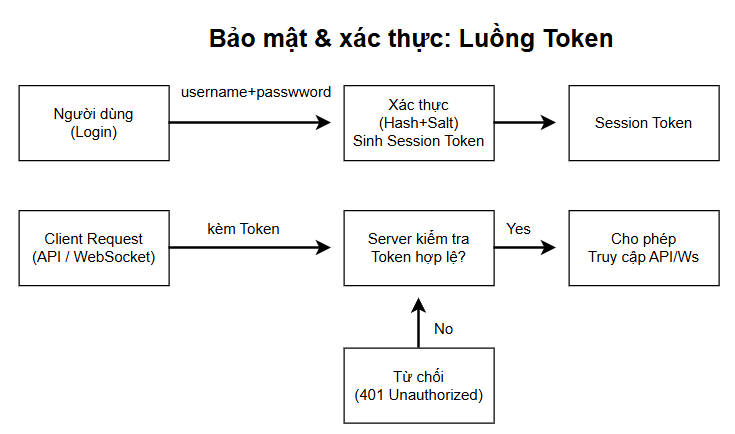 Bảo mật & xác thực: Luồng Token
username+passwword
Người dùng
(Login)
Xác thực
(Hash+Salt)
Sinh Session Token
Session Token
Client Request
(API / WebSocket)
kèm Token
Server kiểm tra
Token hợp lệ?
Yes
Cho phép
Truy cập API/Ws
No
Từ chối
(401 Unauthorized)